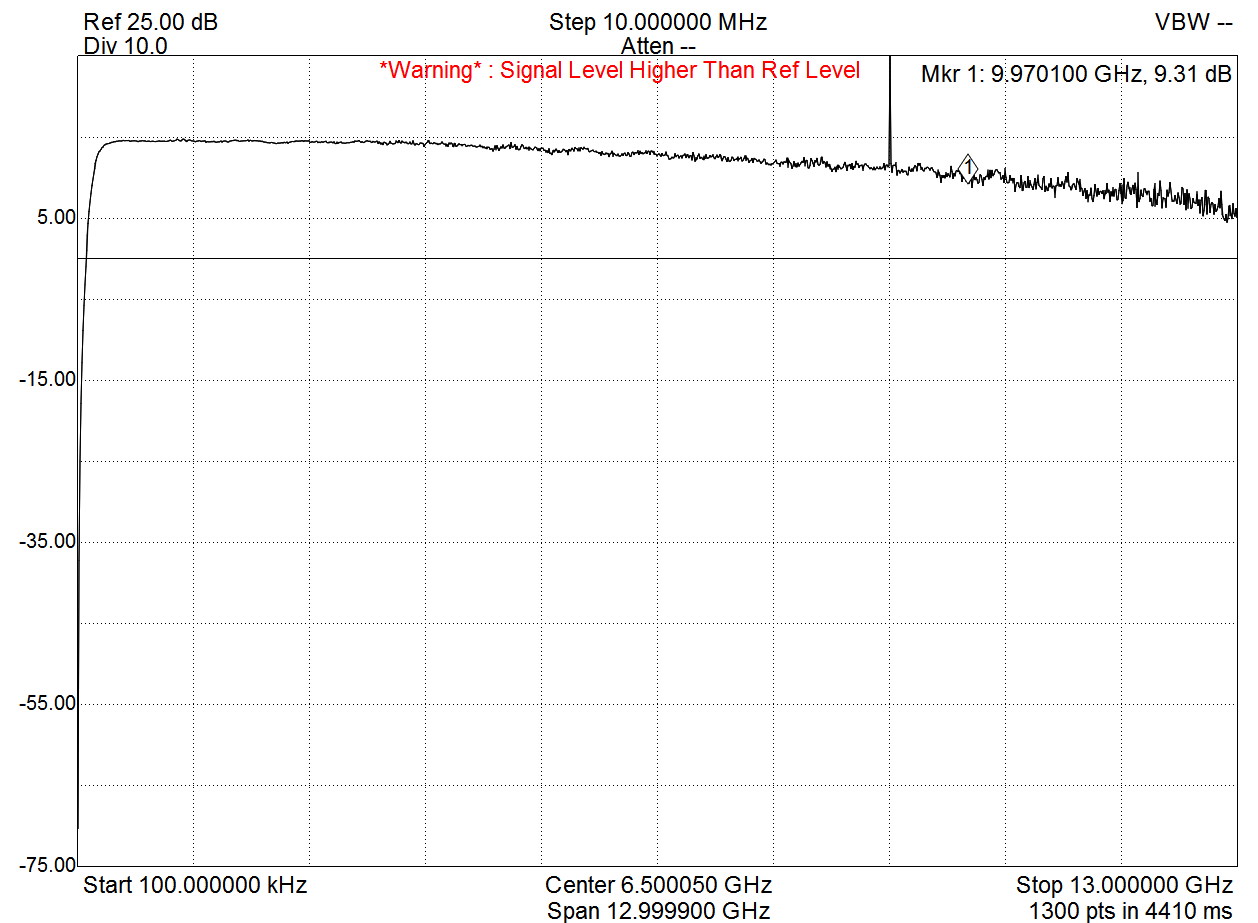 Ref 25.00 dB Step 10.000000 MHz VBW --
Div 10.0 Atten --
*Warning* : Signal Level Higher Than Ref Level Mkr 1: 9.970100 GHz, 9.31 dB
1
5.00
-15.00
-35.00
-55.00
-75.00
Start 100.000000 kHz Center 6.500050 GHz Stop 13.000000 GHz
Span 12.999900 GHz 1300 pts in 4410 ms